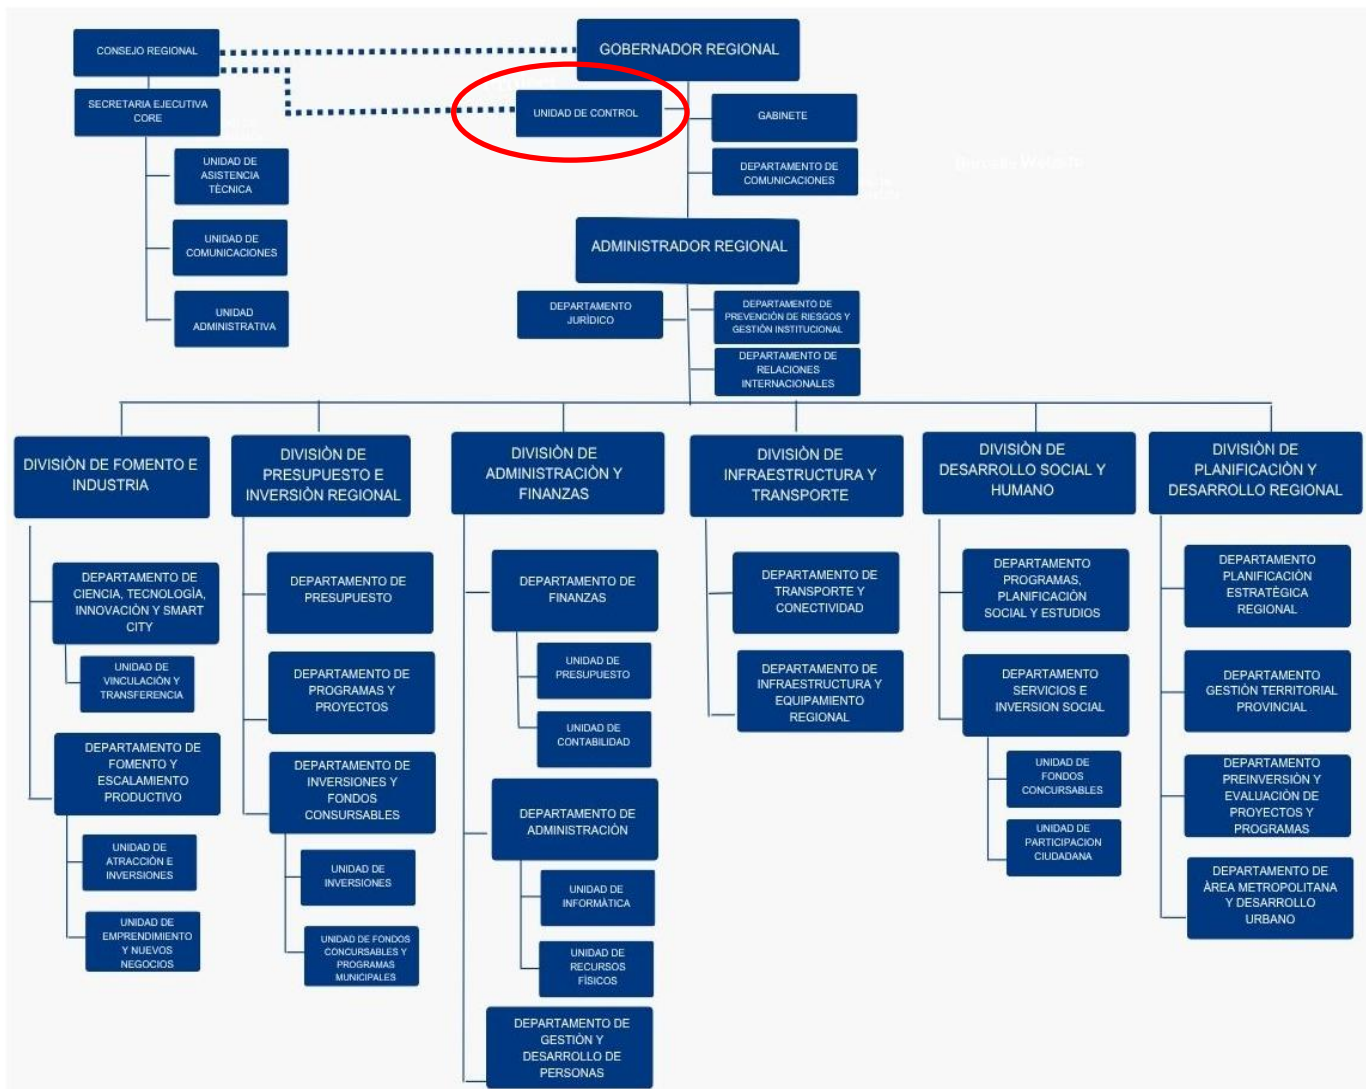 CONSEJO REGIONAL
GOBERNADOR REGIONAL
SECRETARIA EJECUTIVA
CORE
UNIDAD DE CONTROL
GABINETE
UNIDAD DE
ASISTENCIA
TÈCNICA
DEPARTAMENTO DE
COMUNICACIONES
UNIDAD DE
COMUNICACIONES
ADMINISTRADOR REGIONAL
UNIDAD
ADMINISTRATIVA
DEPARTAMENTO
JURÍDICO
DEPARTAMENTO DE
PREVENCIÓN DE RIESGOS Y
GESTIÓN INSTITUCIONAL
DEPARTAMENTO DE
RELACIONES
INTERNACIONALES
DIVISIÒN DE FOMENTO E
INDUSTRIA
DIVISIÒN DE
PRESUPUESTO E
INVERSIÒN REGIONAL
DIVISIÒN DE
ADMINISTRACIÒN Y
FINANZAS
DIVISIÒN DE
INFRAESTRUCTURA Y
TRANSPORTE
DIVISIÒN DE
DESARROLLO SOCIAL Y
HUMANO
DIVISIÒN DE
PLANIFICACIÒN Y
DESARROLLO REGIONAL
DEPARTAMENTO DE
CIENCIA, TECNOLOGÌA,
INNOVACIÒN Y SMART
CITY
UNIDAD DE
VINCULACIÒN Y
TRANSFERENCIA
DEPARTAMENTO DE
FOMENTO Y
ESCALAMIENTO
PRODUCTIVO
UNIDAD DE
ATRACCIÒN E
INVERSIONES
UNIDAD DE
EMPRENDIMIENTO
Y NUEVOS
NEGOCIOS
DEPARTAMENTO DE
PRESUPUESTO
DEPARTAMENTO DE
PROGRAMAS Y
PROYECTOS
DEPARTAMENTO DE
INVERSIONES Y
FONDOS
CONSURSABLES
UNIDAD DE
INVERSIONES
UNIDAD DE FONDOS
CONCURSABLES Y
PROGRAMAS
MUNICIPALES
DEPARTAMENTO DE
FINANZAS
UNIDAD DE
PRESUPUESTO
UNIDAD DE
CONTABILIDAD
DEPARTAMENTO DE
ADMINISTRACIÒN
UNIDAD DE
INFORMÀTICA
UNIDAD DE
RECURSOS
FÌSICOS
DEPARTAMENTO DE
GESTIÒN Y
DESARROLLO DE
PERSONAS
DEPARTAMENTO DE
TRANSPORTE Y
CONECTIVIDAD
DEPARTAMENTO DE
INFRAESTRUCTURA Y
EQUIPAMIENTO
REGIONAL
DEPARTAMENTO
PROGRAMAS,
PLANIFICACIÒN
SOCIAL Y ESTUDIOS
DEPARTAMENTO
SERVICIOS E
INVERSION SOCIAL
UNIDAD DE
FONDOS
CONCURSABLES
UNIDAD DE
PARTICIPACION
CIUDADANA
DEPARTAMENTO
PLANIFICACIÒN
ESTRATÈGICA
REGIONAL
DEPARTAMENTO
GESTIÒN TERRITORIAL
PROVINCIAL
DEPARTAMENTO
PREINVERSIÒN Y
EVALUACIÒN DE
PROYECTOS Y
PROGRAMAS
DEPARTAMENTO DE
ÀREA METROPOLITANA
Y DESARROLLO
URBANO